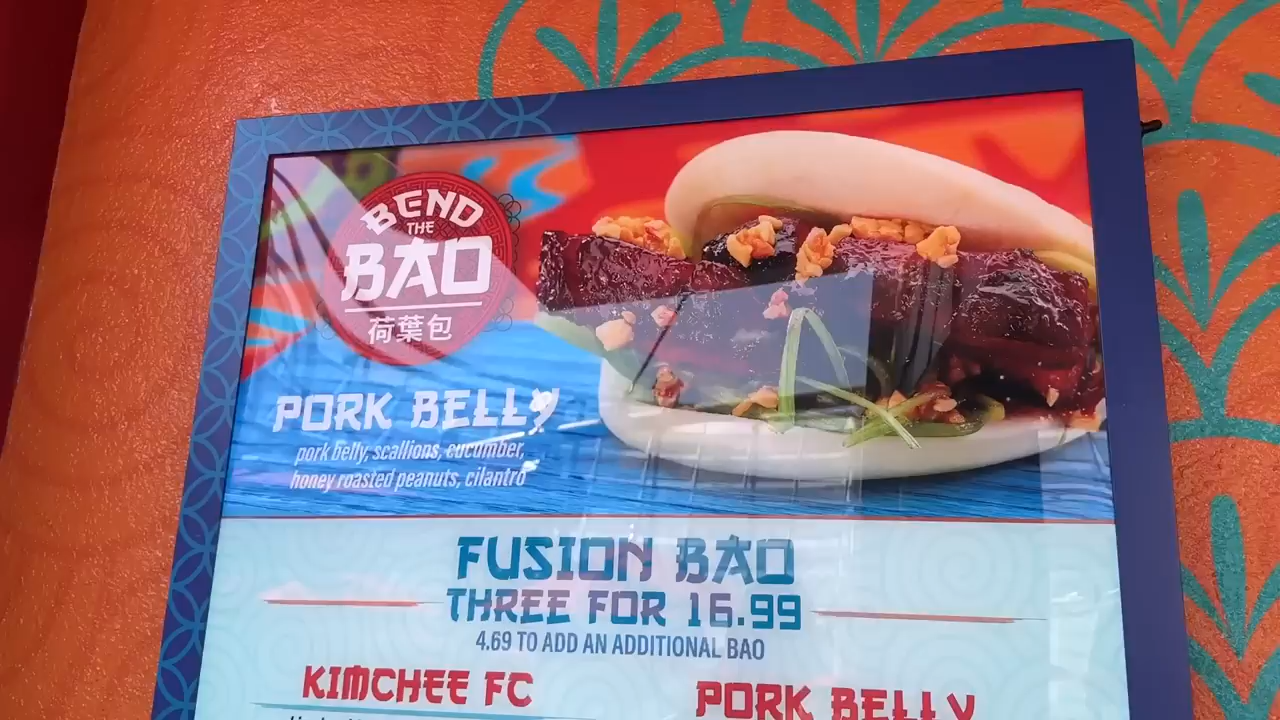 BEND
THE
BAO
荷葉包
PORK BELLY
pork belly, scallions, cucumber,
honey roasted peanuts, cilantro
FUSION BAO
THREE FOR 16.99
4.69 TO ADD AN ADDITIONAL BAO
KIMCHEE FC
PORK BELLY